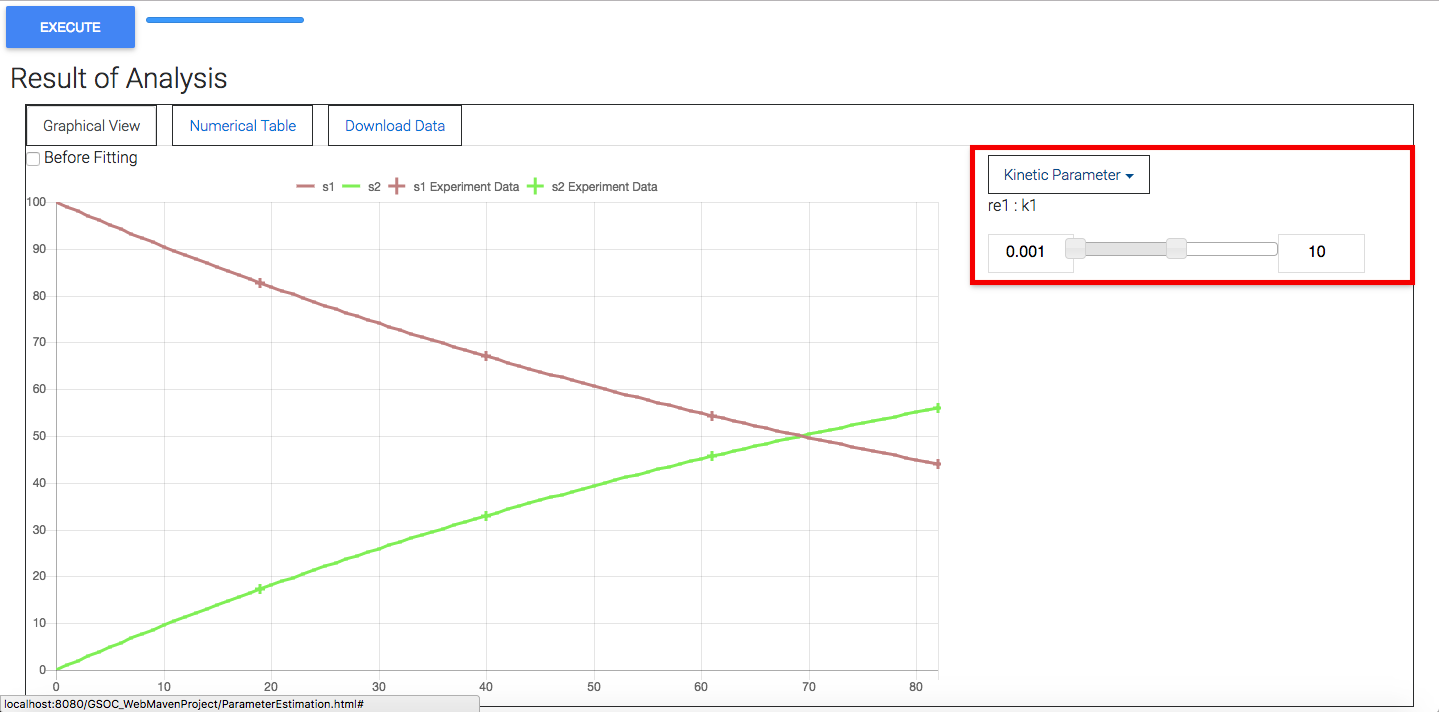 EXECUTE
Result of Analysis
Graphical View Numerical Table Download Data
Before Fitting
Kinetic Parameter
s1 s2 s1 Experiment Data s2 Experiment Data
re1 : k1
0.001 10
100
90
80
70
60
50
40
30
20
10
0
0 10 20 30 40 50 60 70 80
localhost:8080/GSOC_WebMavenProject/ParameterEstimation.html#